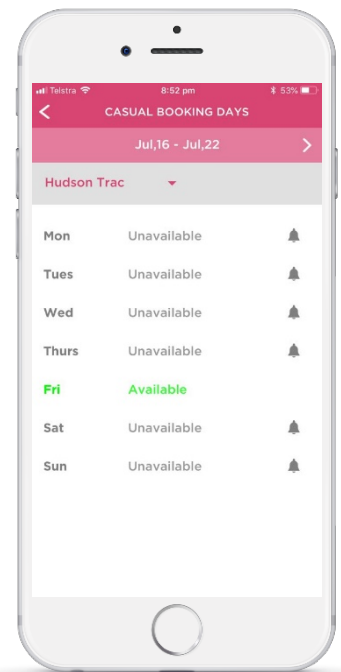 Telstra 8:52 pm 53%
CASUAL BOOKING DAYS
Jul,16 - Jul,22
Hudson Trac
Mon Unavailable
Tues Unavailable
Wed Unavailable
Thurs Unavailable
Fri Available
Sat Unavailable
Sun Unavailable